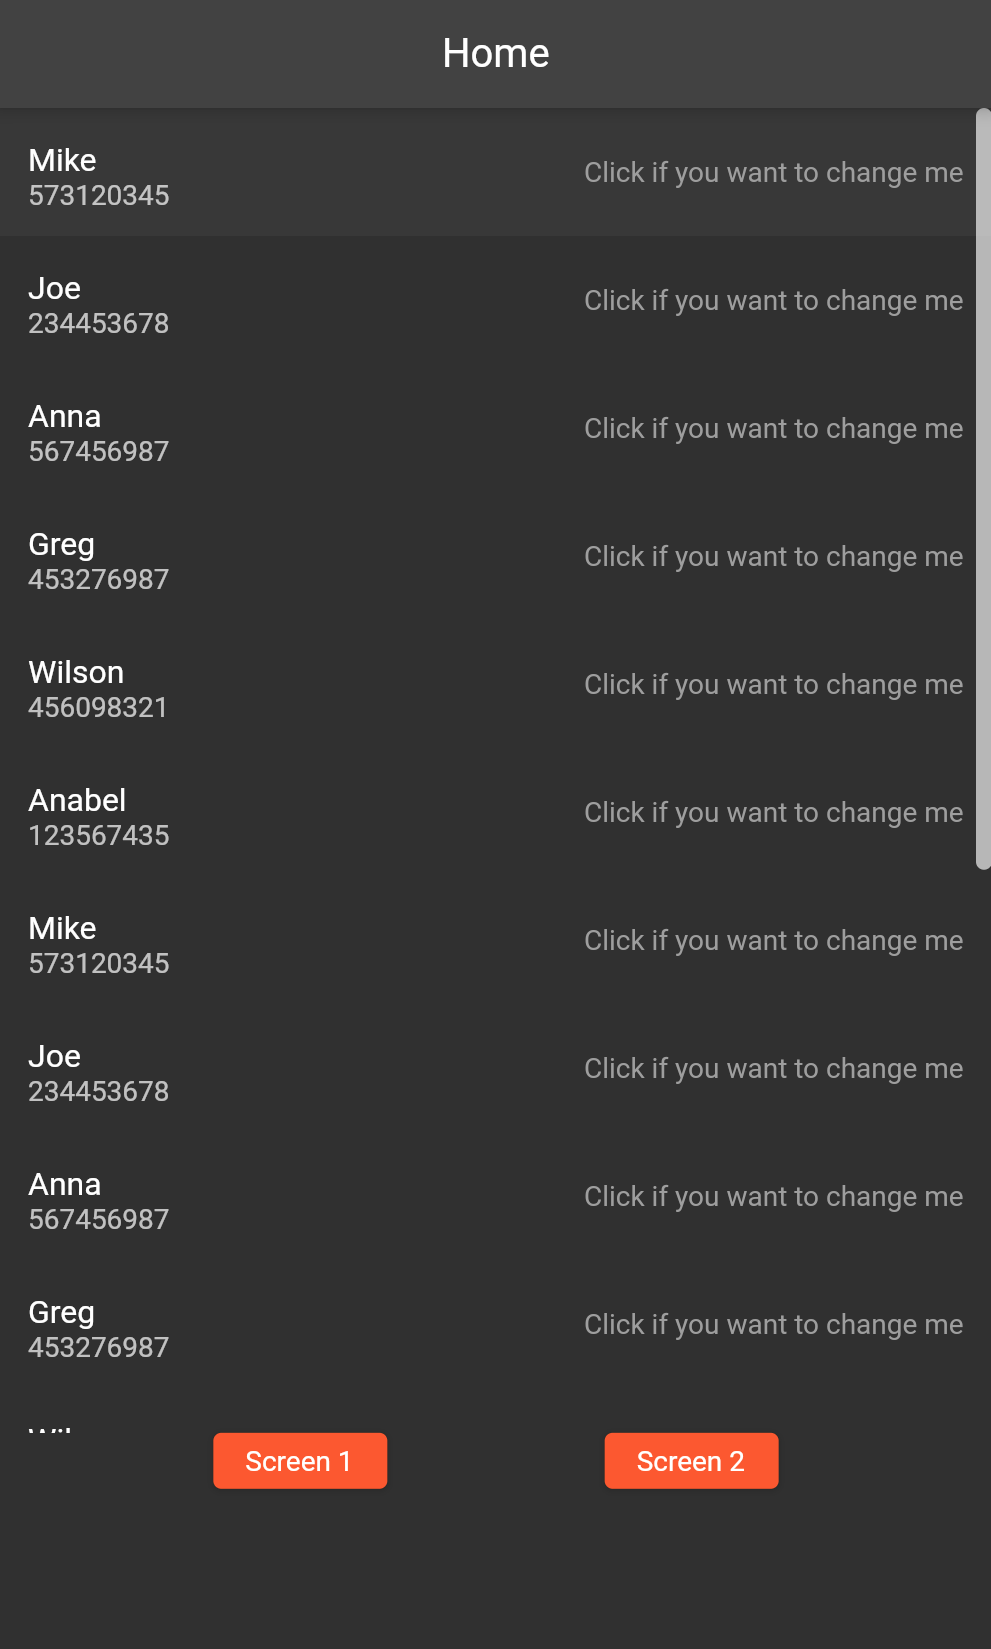 Home
Mike
573120345
Click if you want to change me
Joe
234453678
Click if you want to change me
Anna
567456987
Click if you want to change me
Greg
453276987
Click if you want to change me
Wilson
456098321
Click if you want to change me
Anabel
123567435
Click if you want to change me
Mike
573120345
Click if you want to change me
Joe
234453678
Click if you want to change me
Anna
567456987
Click if you want to change me
Greg
453276987
Click if you want to change me
Screen 1
Screen 2